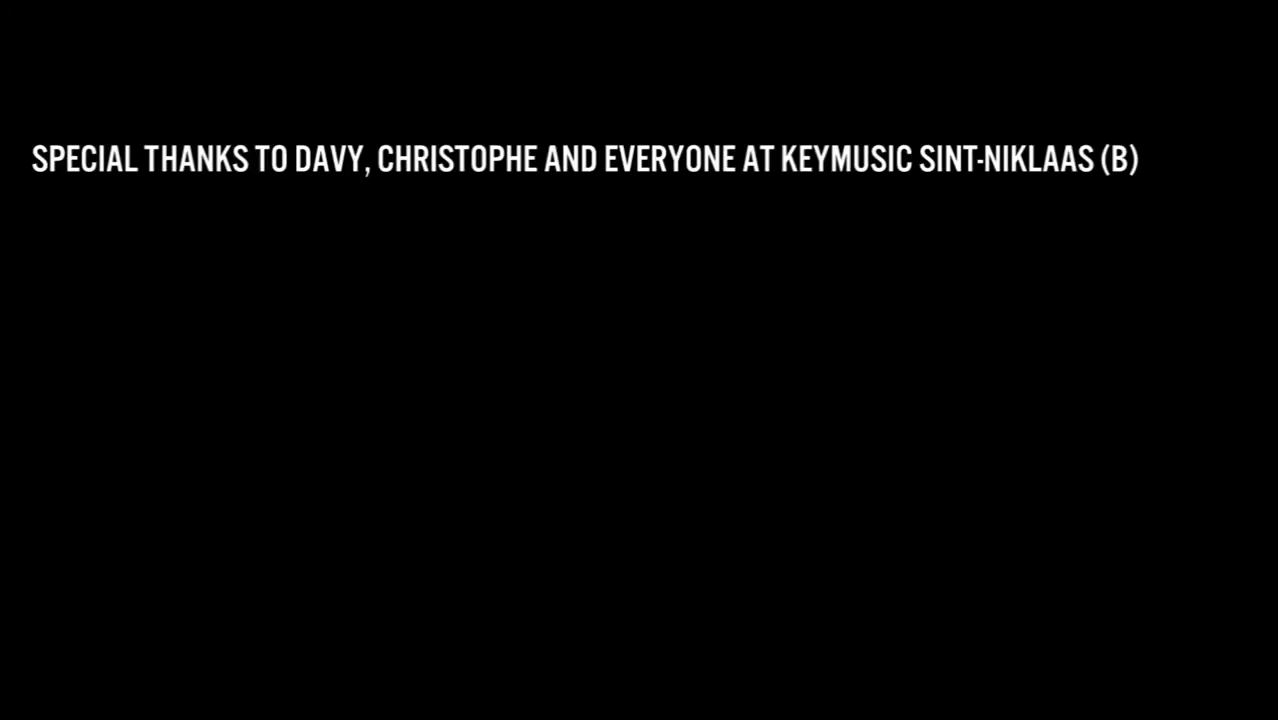 SPECIAL THANKS TO DAVY, CHRISTOPHE AND EVERYONE AT KEYMUSIC SINT-NIKLAAS (B)